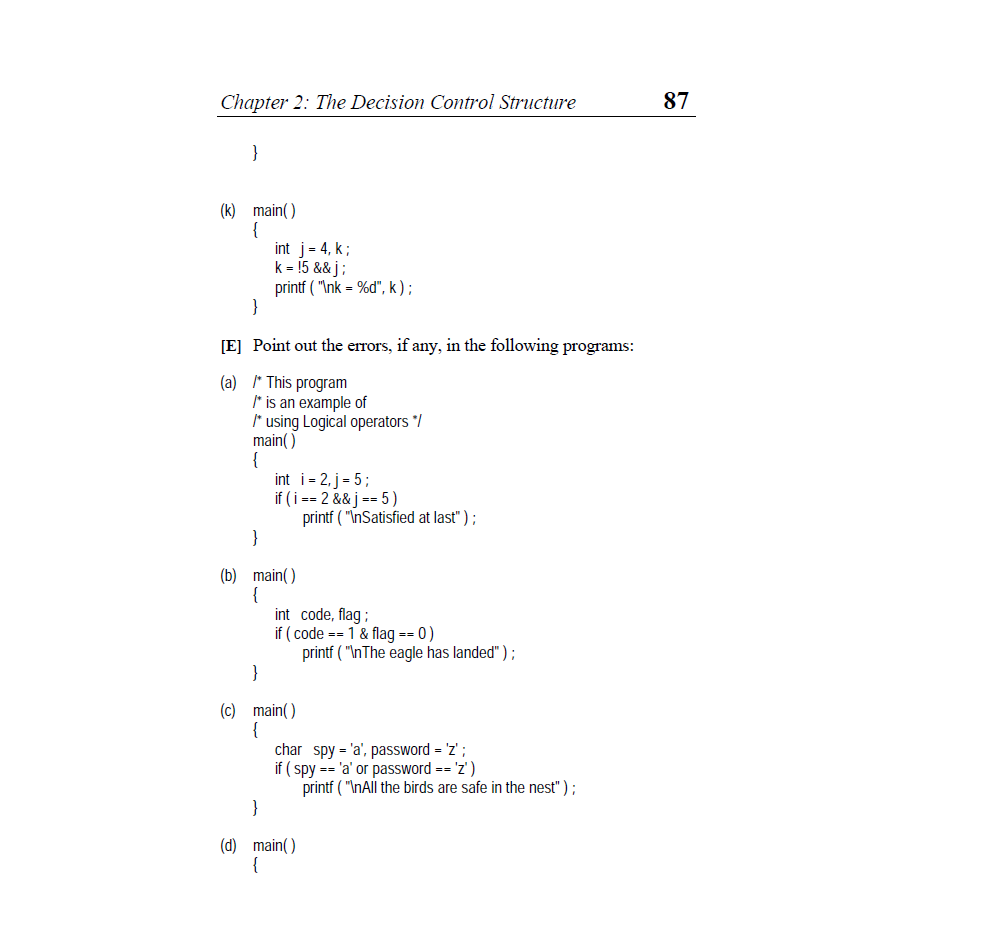 Chapter 2: The Decision Control Structure 87
}
(k) main( )
{
int j = 4, k ;
k = !5 && j ;
printf ( "\nk = %d", k ) ;
}
[E] Point out the errors, if any, in the following programs:
(a) /* This program
/* is an example of
/* using Logical operators */
main( )
{
int i = 2, j = 5 ;
if ( i == 2 && j == 5 )
printf ( "\nSatisfied at last" ) ;
}
(b) main( )
{
int code, flag ;
if ( code == 1 & flag == 0 )
printf ( "\nThe eagle has landed" ) ;
}
(c) main( )
{
char spy = 'a', password = 'z' ;
if ( spy == 'a' or password == 'z' )
printf ( "\nAll the birds are safe in the nest" ) ;
}
(d) main( )
{